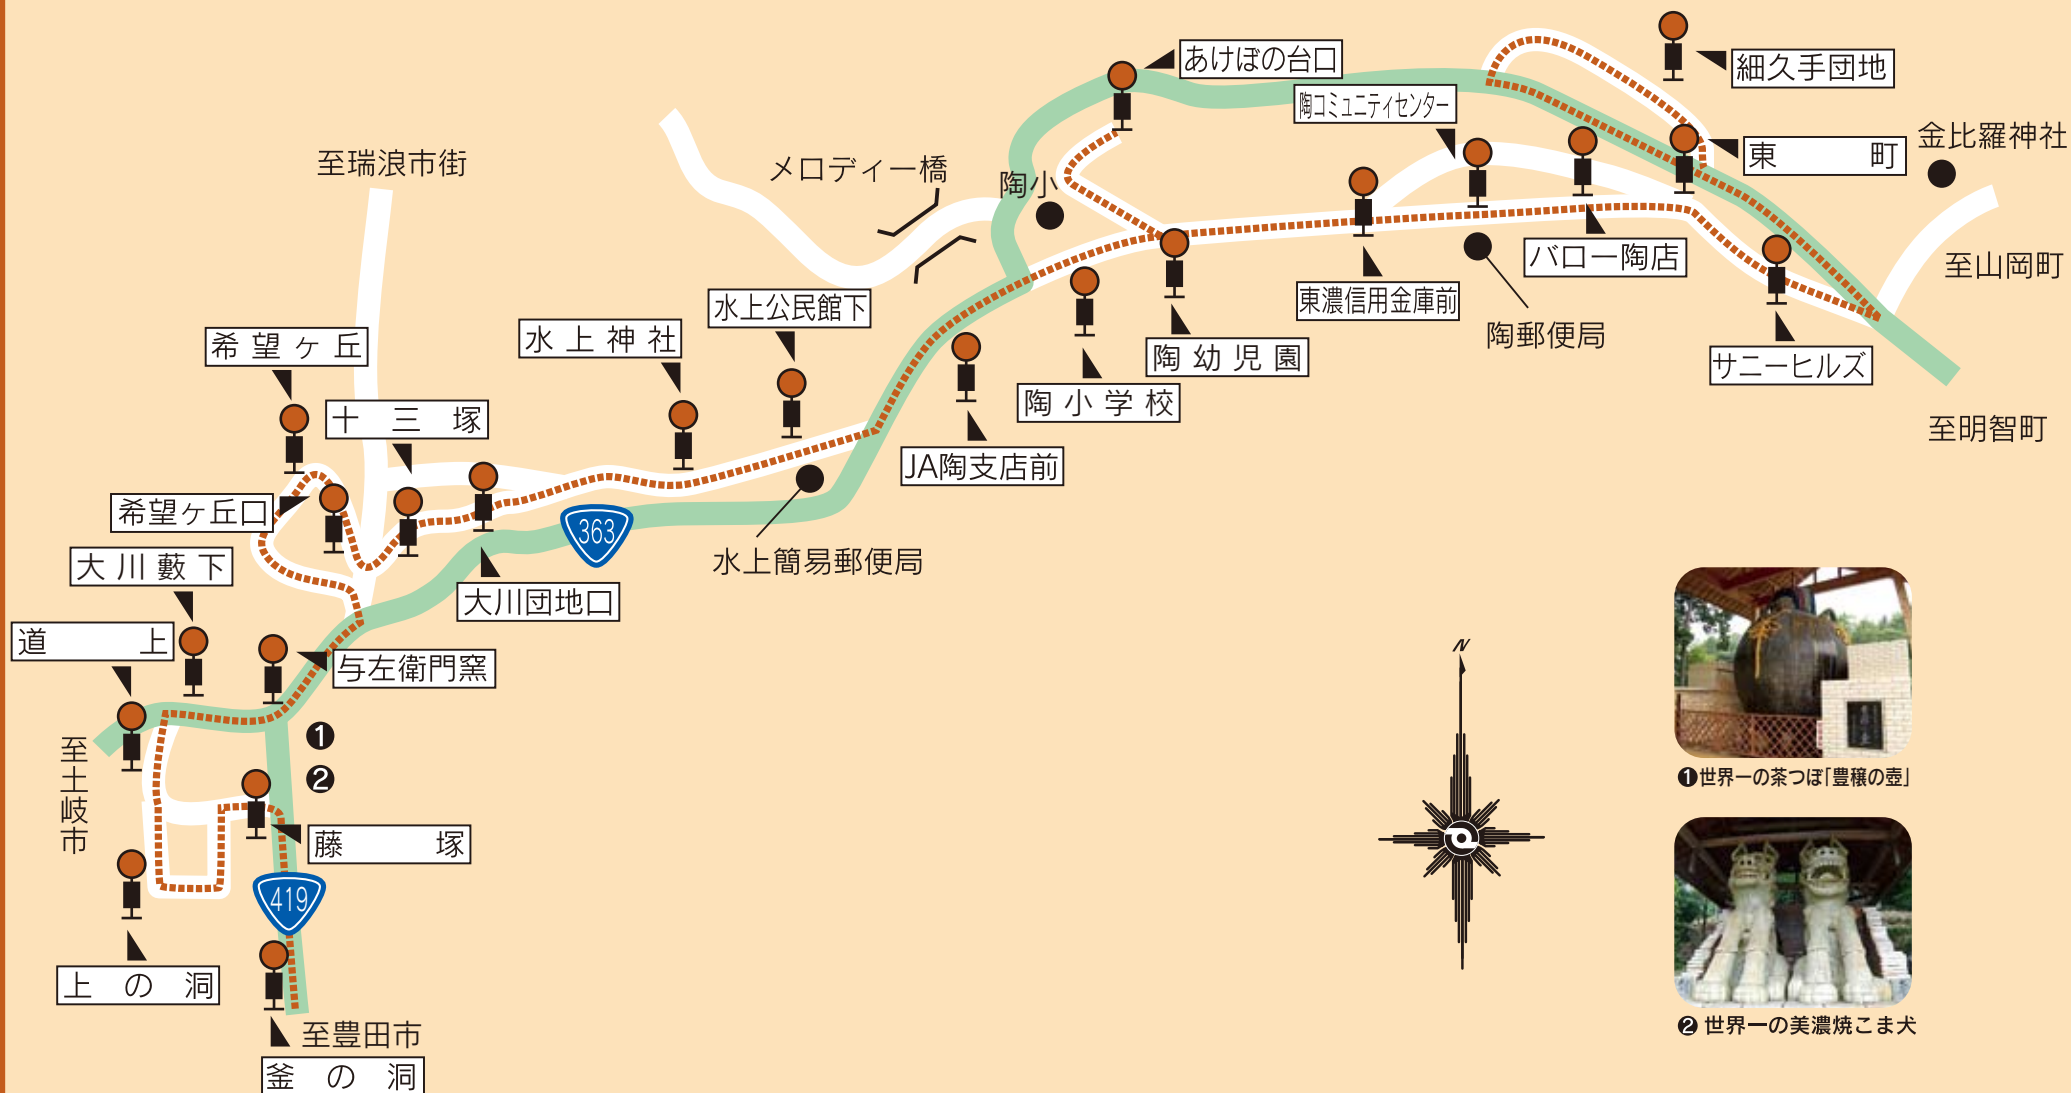 あけぼの台口
細久手団地
陶コミュニティセンター
東町
金比羅神社
至瑞浪市街
メロディー橋
陶小
至山岡町
バロー陶店
東濃信用金庫前
陶郵便局
サニーヒルズ
水上公民館下
水上神社
陶幼児園
陶小学校
希望ヶ丘
十三塚
JA陶支店前
至明智町
希望ヶ丘口
363
水上簡易郵便局
大川藪下
大川団地口
道上
与左衛門窯
N
❶
❷
至土岐市
❶世界一の茶つぼ「豊穣の壺」
藤塚
419
上の洞
至豊田市
釜の洞
❷世界一の美濃焼こま犬